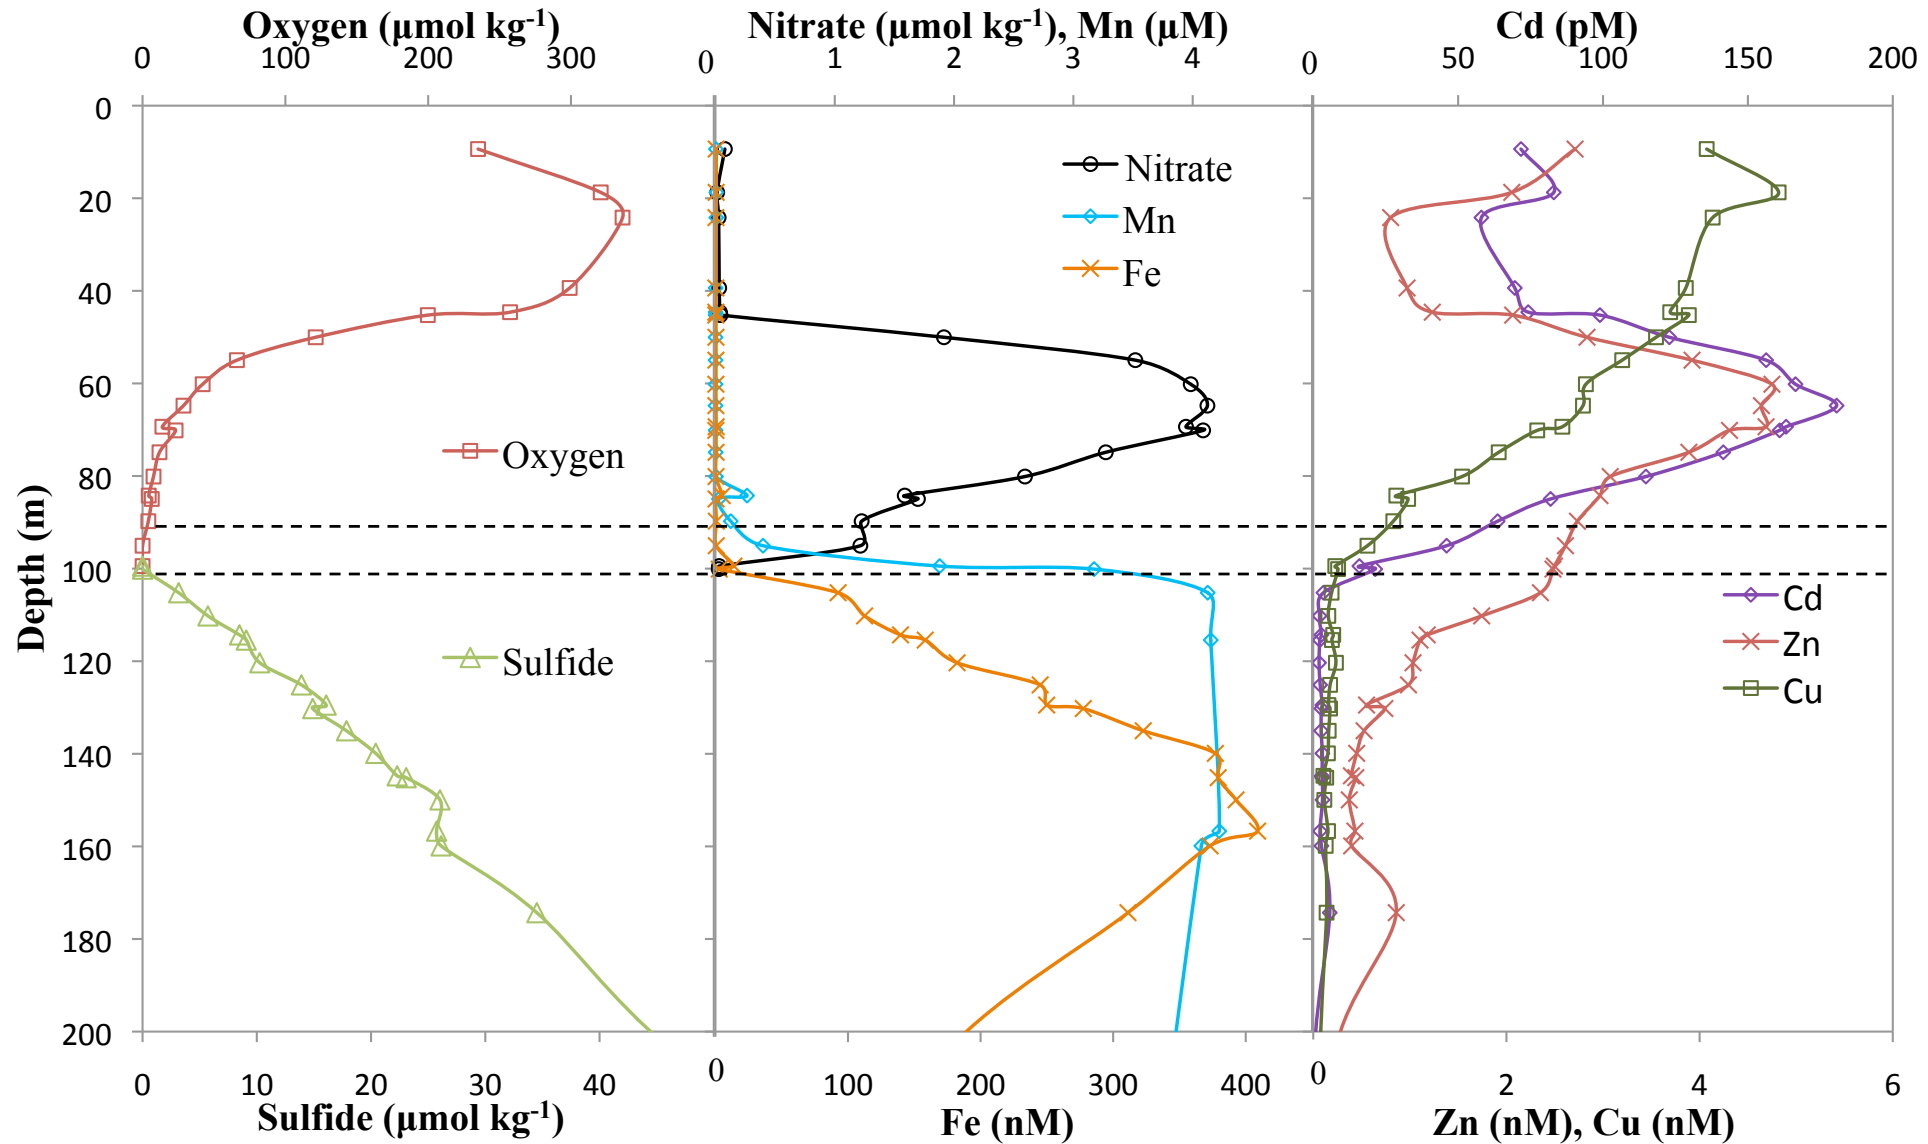 Oxygen (µmol kg⁻¹) Nitrate (µmol kg⁻¹), Mn (µM) Cd (pM)
0 100 200 300 0 1 2 3 4 0 50 100 150 200
0
Nitrate
20
Mn
Fe
40
60
Oxygen
80
Depth (m)
100
Cd
Zn
120
Sulfide
Cu
140
160
180
200
0 10 20 30 40 0 100 200 300 400 0 2 4 6
Sulfide (µmol kg⁻¹) Fe (nM) Zn (nM), Cu (nM)